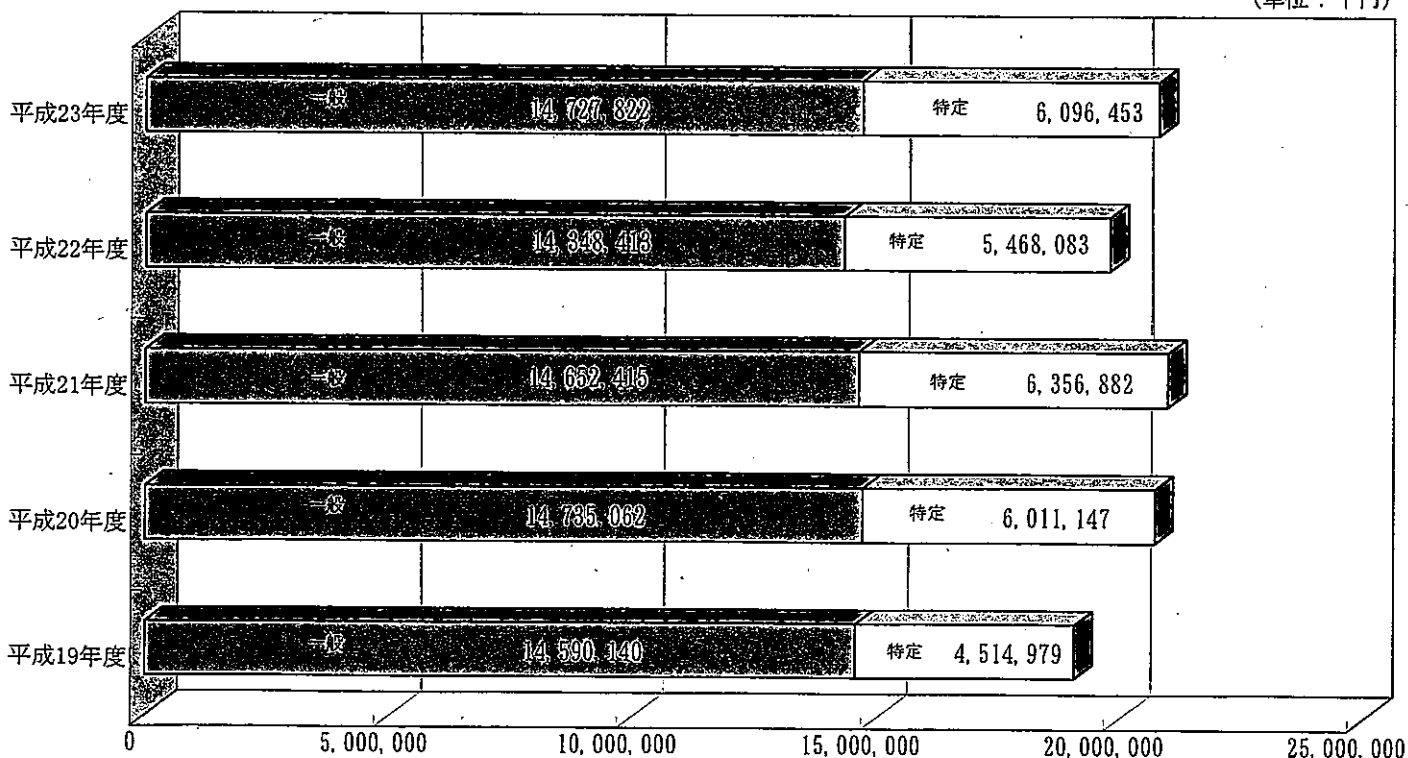 平成23年度 一般 14,727,822 特定 6,096,453
平成22年度 一般 14,348,413 特定 5,468,083
平成21年度 一般 14,652,415 特定 6,356,882
平成20年度 一般 14,735,062 特定 6,011,147
平成19年度 一般 14,590,140 特定 4,514,979
0 5,000,000 10,000,000 15,000,000 20,000,000 25,000,000